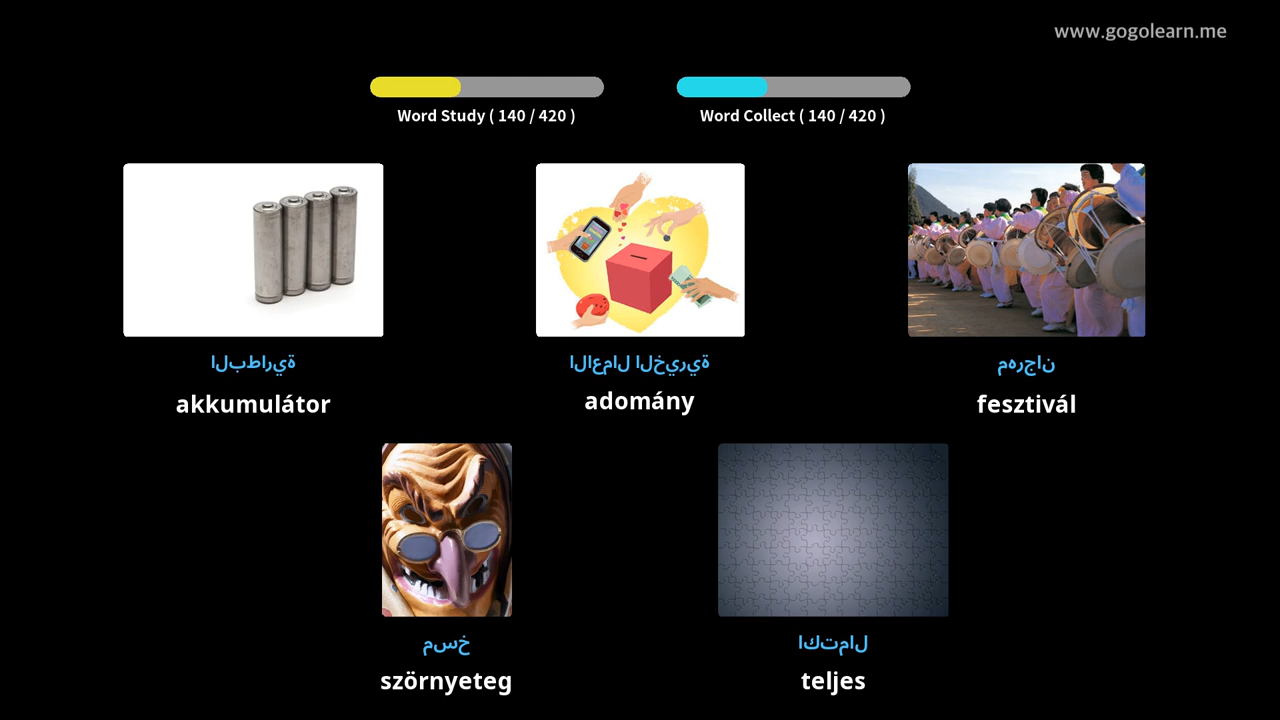 www.gogolearn.me
Word Study ( 140 / 420 )
Word Collect ( 140 / 420 )
البطارية
akkumulátor
الاعمال الخيرية
adomány
مهرجان
fesztivál
مسخ
szörnyeteg
اكتمال
teljes